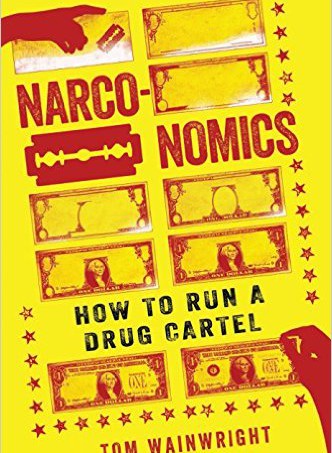 NARCO-
NOMICS
HOW TO RUN A
DRUG CARTEL
TOM WAINWRIGHT